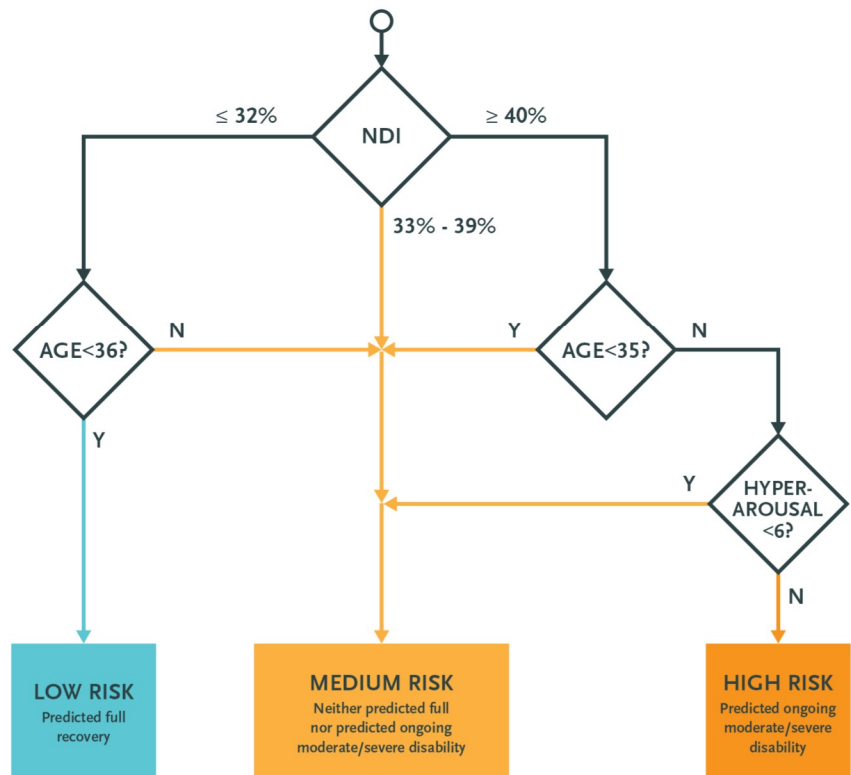 NDI
≤ 32%
≥ 40%
33% - 39%
AGE<36?
N
Y
AGE<35?
N
Y
Y
HYPER-
AROUSAL
<6?
N
LOW RISK
Predicted full
recovery
MEDIUM RISK
Neither predicted full
nor predicted ongoing
moderate/severe disability
HIGH RISK
Predicted ongoing
moderate/severe
disability